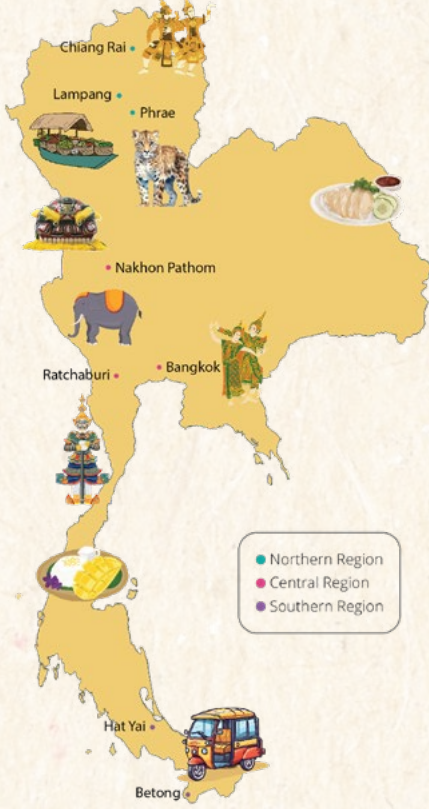 Chiang Rai
Lampang
Phrae
Nakhon Pathom
Bangkok
Ratchaburi
Northern Region
Central Region
Southern Region
Hat Yai
Betong